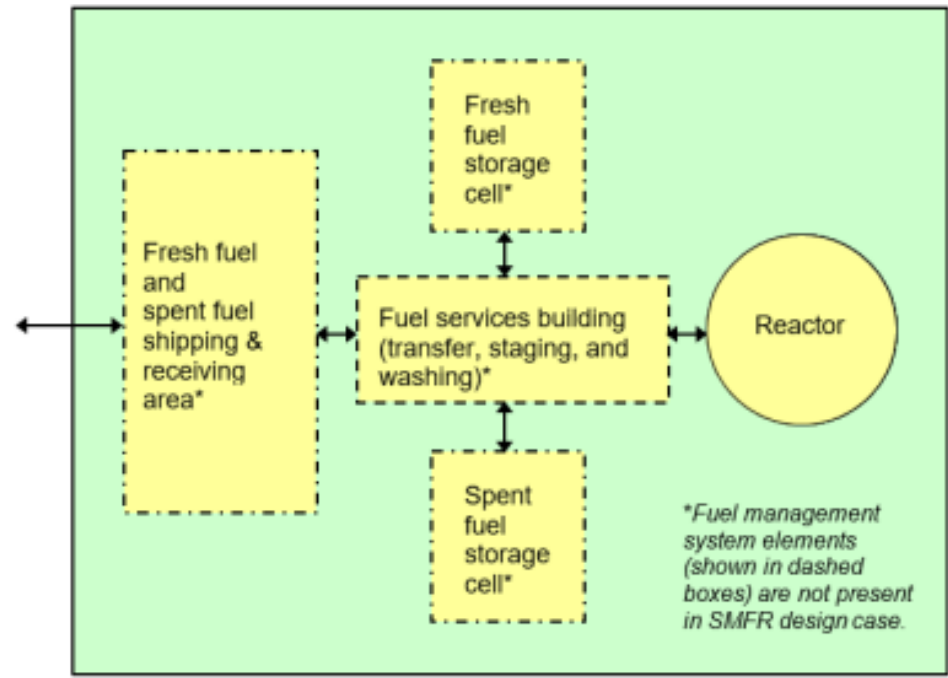 Fresh
fuel
storage
cell*
Fresh fuel
and
spent fuel
shipping &
receiving
area*
Fuel services building
(transfer, staging, and
washing)*
Reactor
Spent
fuel
storage
cell*
*Fuel management
system elements
(shown in dashed
boxes) are not present
in SMFR design case.